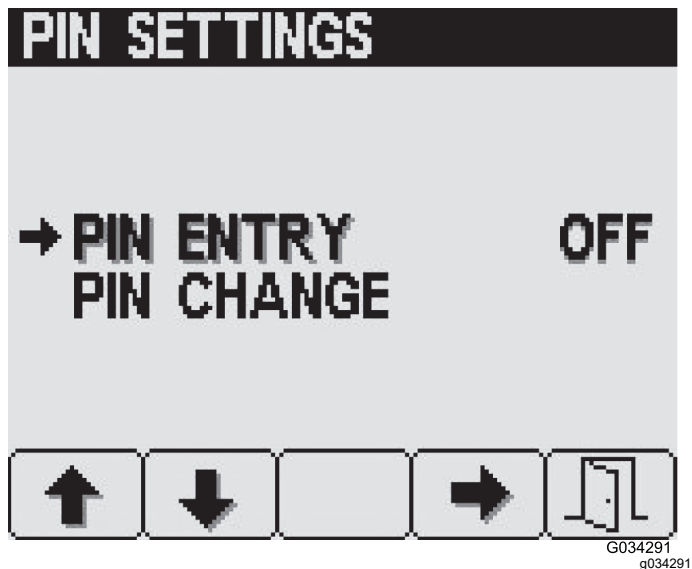 PIN SETTINGS
PIN ENTRY OFF
PIN CHANGE
G034291
g034291